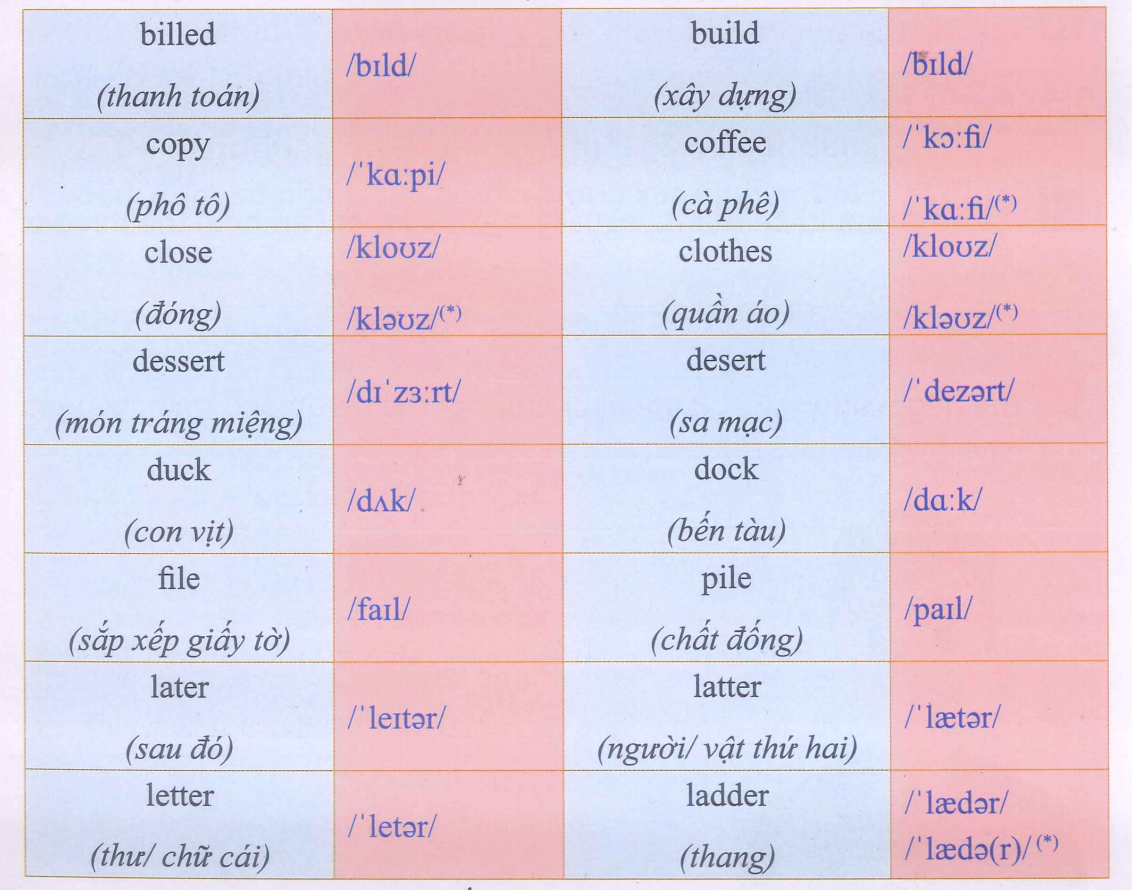 billed
(thanh toán)
/bɪld/
build
(xây dựng)
/bɪld/
copy
(phô tô)
/ˈkɑːpi/
coffee
(cà phê)
/ˈkɔːfi/
/ˈkɑːfi/(*)
close
(đóng)
/kloʊz/
/kləʊz/(*)
clothes
(quần áo)
/kloʊz/
/kləʊz/(*)
dessert
(món tráng miệng)
/dɪˈzɜːrt/
desert
(sa mạc)
/ˈdezərt/
duck
(con vịt)
/dʌk/
dock
(bến tàu)
/dɑːk/
file
(sắp xếp giấy tờ)
/faɪl/
pile
(chất đống)
/paɪl/
later
(sau đó)
/ˈleɪtər/
latter
(người/ vật thứ hai)
/ˈlætər/
letter
(thư/ chữ cái)
/ˈletər/
ladder
(thang)
/ˈlædər/
/ˈlædə(r)/(*)